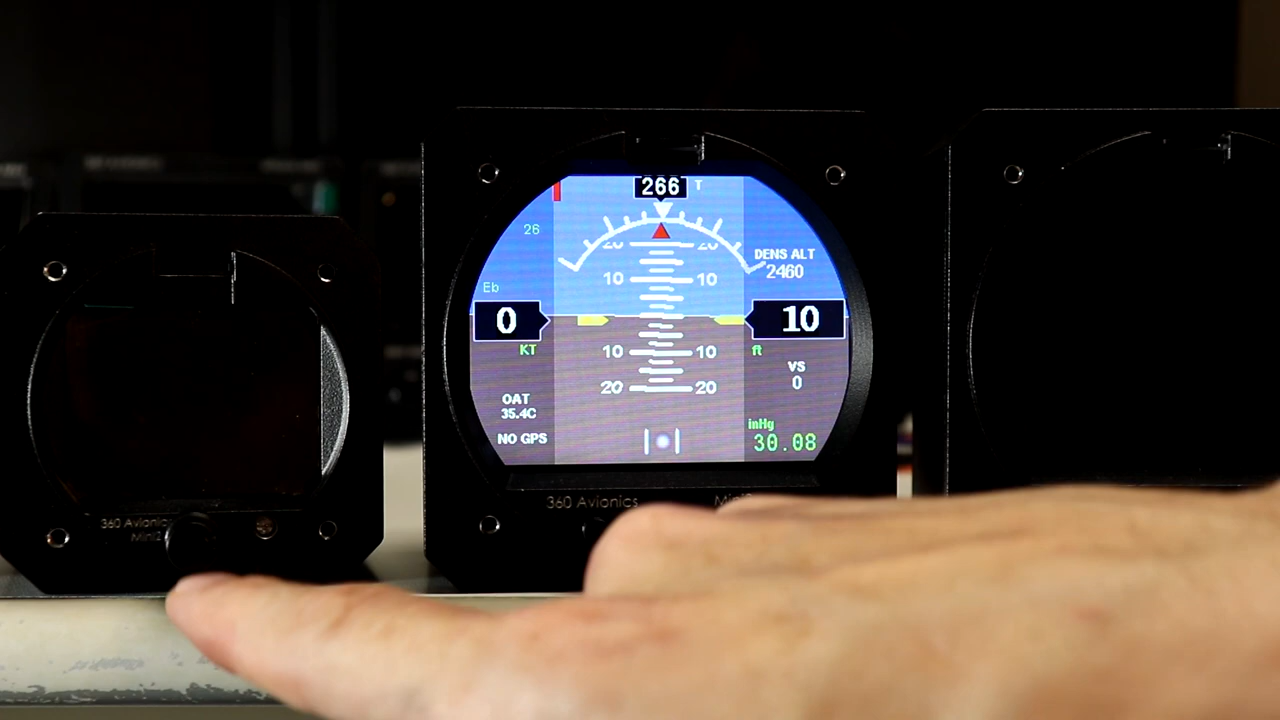 266 T
26
20 20
DENS ALT
2460
10 10
Eb
0
10
KT
ft
10 10
VS
0
20 20
OAT
35.4C
NO GPS
inHg
30.08
360 Avionics
360 Avionics